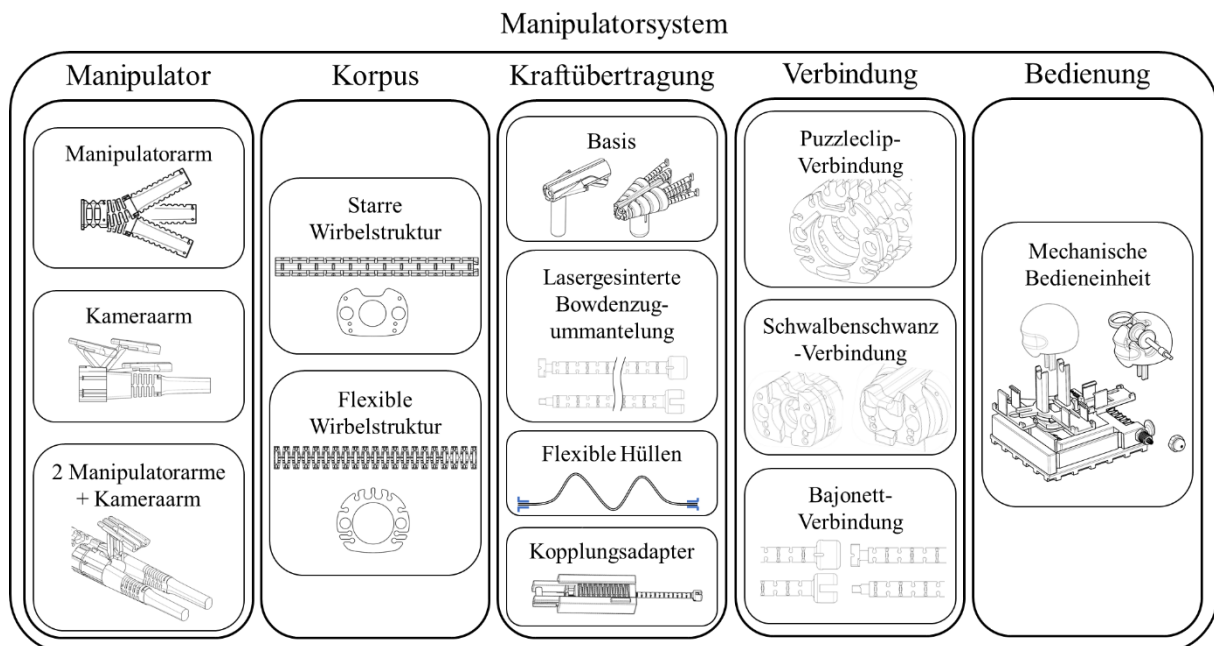 Manipulatorsystem
Manipulator
Manipulatorarm
Kameraarm
2 Manipulatorarme
+ Kameraarm
Korpus
Starre
Wirbelstruktur
Flexible
Wirbelstruktur
Kraftübertragung
Basis
Lasergesinterte
Bowdenzug-
ummantelung
Flexible Hüllen
Kopplungsadapter
Verbindung
Puzzleclip-
Verbindung
Schwalbenschwanz
-Verbindung
Bajonett-
Verbindung
Bedienung
Mechanische
Bedieneinheit